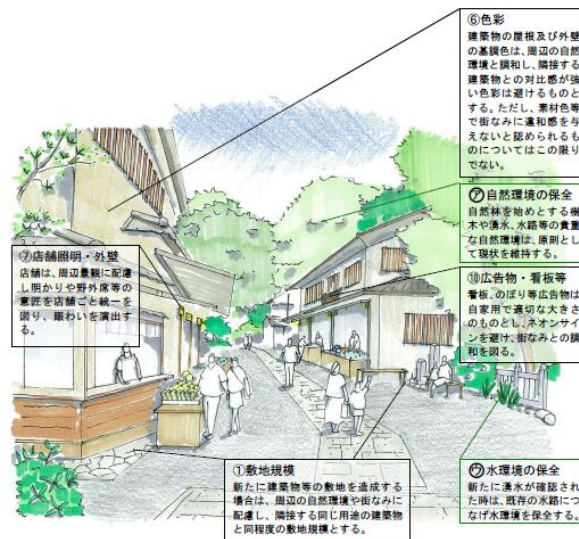 ⑥色彩
建築物の屋根及び外壁
の基調色は、周辺の自然
環境と調和し、隣接する
建築物との対比感が強
い色彩は避けるものと
する。ただし、素材色等
で街なみに違和感を与
えないと認められるも
のについてはこの限り
でない。
㋐自然環境の保全
自然林を始めとする樹
木や湧水、水路等の貴重
な自然環境は、原則とし
て現状を維持する。
⑦店舗照明・外壁
店舗は、周辺景観に配慮
し明かりや野外席等の
意匠を店舗ごと統一を
図り、賑わいを演出す
る。
⑩広告物・看板等
看板、のぼり等広告物は
自家用で適切な大きさ
のものとし、ネオンサイ
ンを避け、街なみとの調
和を図る。
①敷地規模
新たに建築物等の敷地を造成する
場合は、周辺の自然環境や街なみに
配慮し、隣接する同じ用途の建築物
と同程度の敷地規模とする。
㋒水環境の保全
新たに湧水が確認され
た時は、既存の水路につ
なげ水環境を保全する。